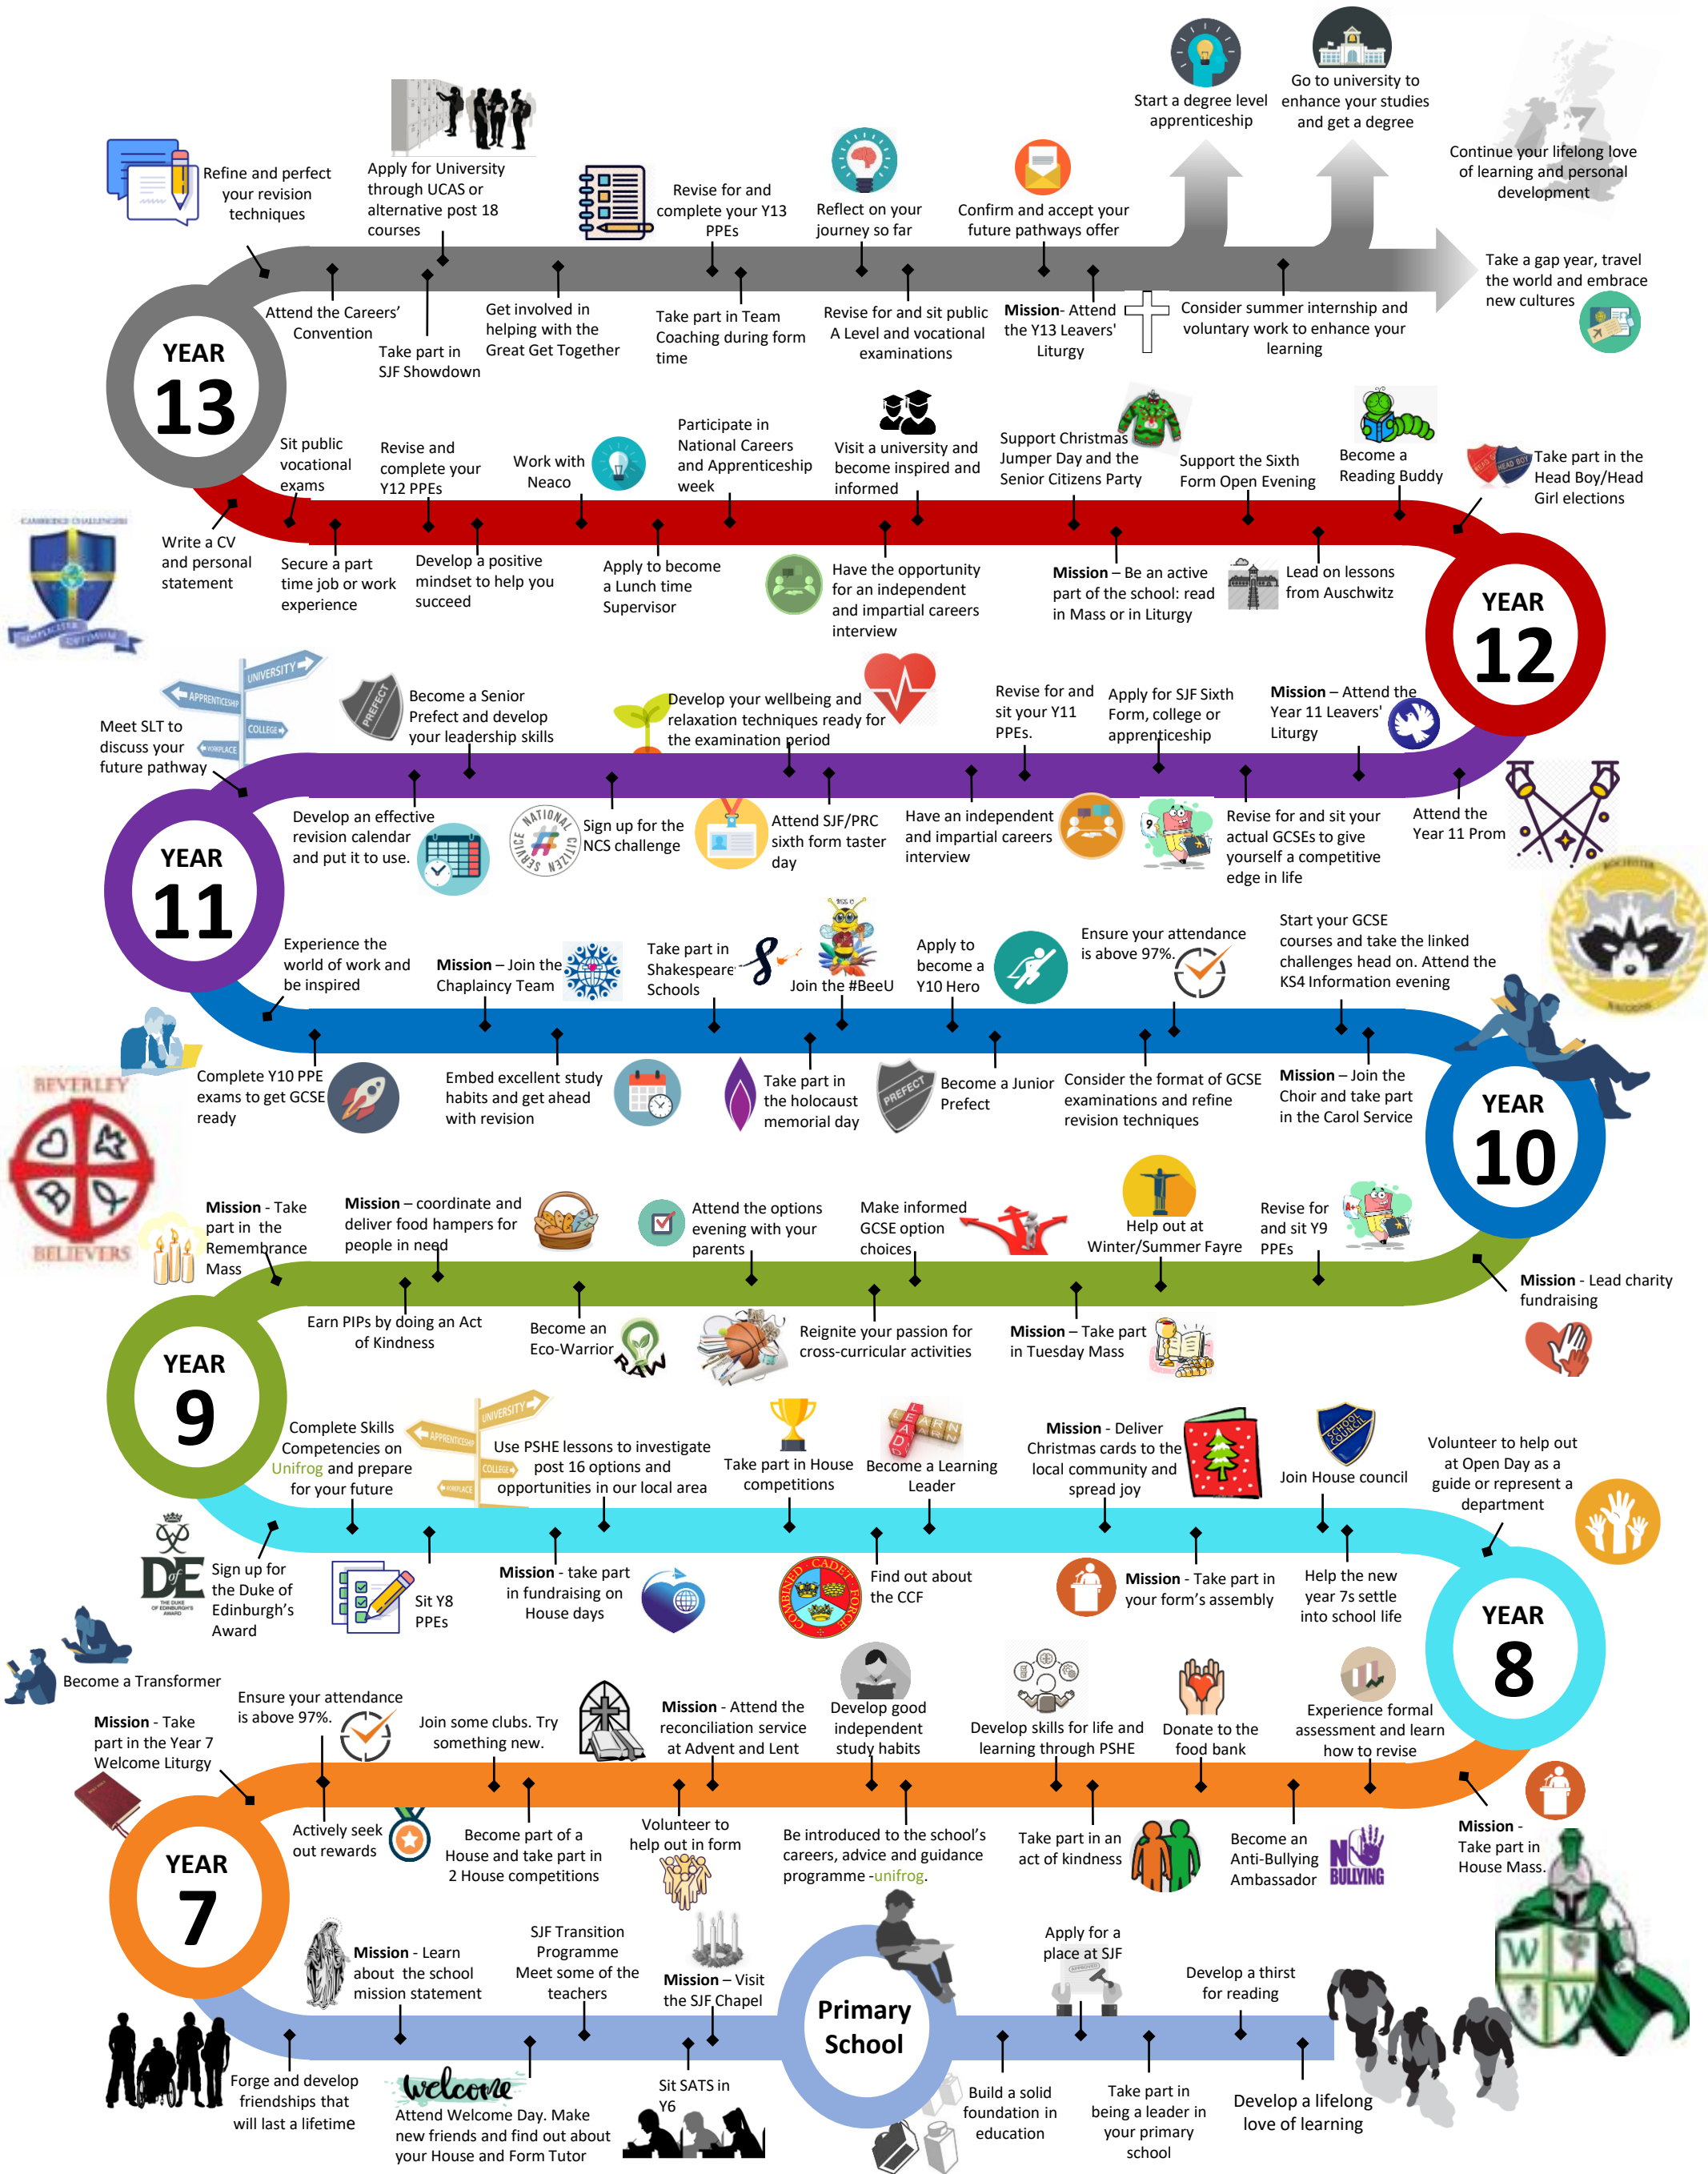 Start a degree level
apprenticeship
Go to university to
enhance your studies
and get a degree
Continue your lifelong love
of learning and personal
development
Refine and perfect
your revision
techniques
Apply for University
through UCAS or
alternative post 18
courses
Revise for and
complete your Y13
PPEs
Reflect on your
journey so far
Confirm and accept your
future pathways offer
Take a gap year, travel
the world and embrace
new cultures
Attend the Careers'
Convention
Take part in
SJF Showdown
Get involved in
helping with the
Great Get Together
Take part in Team
Coaching during form
time
Revise for and sit public
A Level and vocational
examinations
Mission- Attend
the Y13 Leavers'
Liturgy
Consider summer internship and
voluntary work to enhance your
learning
YEAR
13
Sit public
vocational
exams
Revise and
complete your
Y12 PPEs
Work with
Neaco
Participate in
National Careers
and Apprenticeship
week
Visit a university and
become inspired and
informed
Support Christmas
Jumper Day and the
Senior Citizens Party
Support the Sixth
Form Open Evening
Become a
Reading Buddy
HEAD BOY
Take part in the
Head Boy/Head
Girl elections
CAMBRIDGE CHALLENGERS
Write a CV
and personal
statement
Secure a part
time job or work
experience
Develop a positive
mindset to help you
succeed
Apply to become
a Lunch time
Supervisor
Have the opportunity
for an independent
and impartial careers
interview
Mission – Be an active
part of the school: read
in Mass or in Liturgy
Lead on lessons
from Auschwitz
YEAR
12
UNIVERSITY
APPRENTICESHIP
COLLEGE
WORKPLACE
Meet SLT to
discuss your
future pathway
PREFECT
Become a Senior
Prefect and develop
your leadership skills
Develop your wellbeing and
relaxation techniques ready for
the examination period
Revise for and
sit your Y11
PPEs.
Apply for SJF Sixth
Form, college or
apprenticeship
Mission – Attend the
Year 11 Leavers'
Liturgy
Develop an effective
revision calendar
and put it to use.
NATIONAL CITIZEN SERVICE
Sign up for the
NCS challenge
Attend SJF/PRC
sixth form taster
day
Have an independent
and impartial careers
interview
Revise for and sit your
actual GCSEs to give
yourself a competitive
edge in life
Attend the
Year 11 Prom
YEAR
11
Experience the
world of work and
be inspired
Mission – Join the
Chaplaincy Team
Take part in
Shakespeare
Schools
Join the #BeeU
Apply to
become a
Y10 Hero
Ensure your attendance
is above 97%.
Start your GCSE
courses and take the linked
challenges head on. Attend the
KS4 Information evening
Complete Y10 PPE
exams to get GCSE
ready
Embed excellent study
habits and get ahead
with revision
Take part in
the holocaust
memorial day
PREFECT
Become a Junior
Prefect
Consider the format of GCSE
examinations and refine
revision techniques
Mission – Join the
Choir and take part
in the Carol Service
YEAR
10
BEVERLEY
BELIEVERS
Mission - Take
part in the
Remembrance
Mass
Mission – coordinate and
deliver food hampers for
people in need
Attend the options
evening with your
parents
Make informed
GCSE option
choices
Help out at
Winter/Summer Fayre
Revise for
and sit Y9
PPEs
Mission - Lead charity
fundraising
Earn PIPs by doing an Act
of Kindness
Become an
Eco-Warrior
RAW
Reignite your passion for
cross-curricular activities
Mission – Take part
in Tuesday Mass
YEAR
9
Complete Skills
Competencies on
Unifrog and prepare
for your future
UNIVERSITY
APPRENTICESHIP
COLLEGE
WORKPLACE
Use PSHE lessons to investigate
post 16 options and
opportunities in our local area
Take part in House
competitions
LEARN
LEAD
Become a Learning
Leader
Mission - Deliver
Christmas cards to the
local community and
spread joy
SCHOOL COUNCIL
Join House council
Volunteer to help out
at Open Day as a
guide or represent a
department
DofE
THE DUKE
OF EDINBURGH'S
AWARD
Sign up for
the Duke of
Edinburgh's
Award
Sit Y8
PPEs
Mission - take part
in fundraising on
House days
COMBINED CADET FORCE
Find out about
the CCF
Mission - Take part in
your form's assembly
Help the new
year 7s settle
into school life
YEAR
8
Become a Transformer
Mission - Take
part in the Year 7
Welcome Liturgy
Ensure your attendance
is above 97%.
Join some clubs. Try
something new.
Mission - Attend the
reconciliation service
at Advent and Lent
Develop good
independent
study habits
Develop skills for life and
learning through PSHE
Donate to the
food bank
Experience formal
assessment and learn
how to revise
Actively seek
out rewards
Become part of a
House and take part in
2 House competitions
Volunteer to
help out in form
Be introduced to the school's
careers, advice and guidance
programme -unifrog.
Take part in an
act of kindness
Become an
Anti-Bullying
Ambassador
NO
BULLYING
Mission -
Take part in
House Mass.
YEAR
7
Mission - Learn
about the school
mission statement
SJF Transition
Programme
Meet some of the
teachers
Mission – Visit
the SJF Chapel
Primary
School
Apply for a
place at SJF
APPROVED
Develop a thirst
for reading
W
W
Forge and develop
friendships that
will last a lifetime
welcome
Attend Welcome Day. Make
new friends and find out about
your House and Form Tutor
Sit SATS in
Y6
Build a solid
foundation in
education
Take part in
being a leader in
your primary
school
Develop a lifelong
love of learning